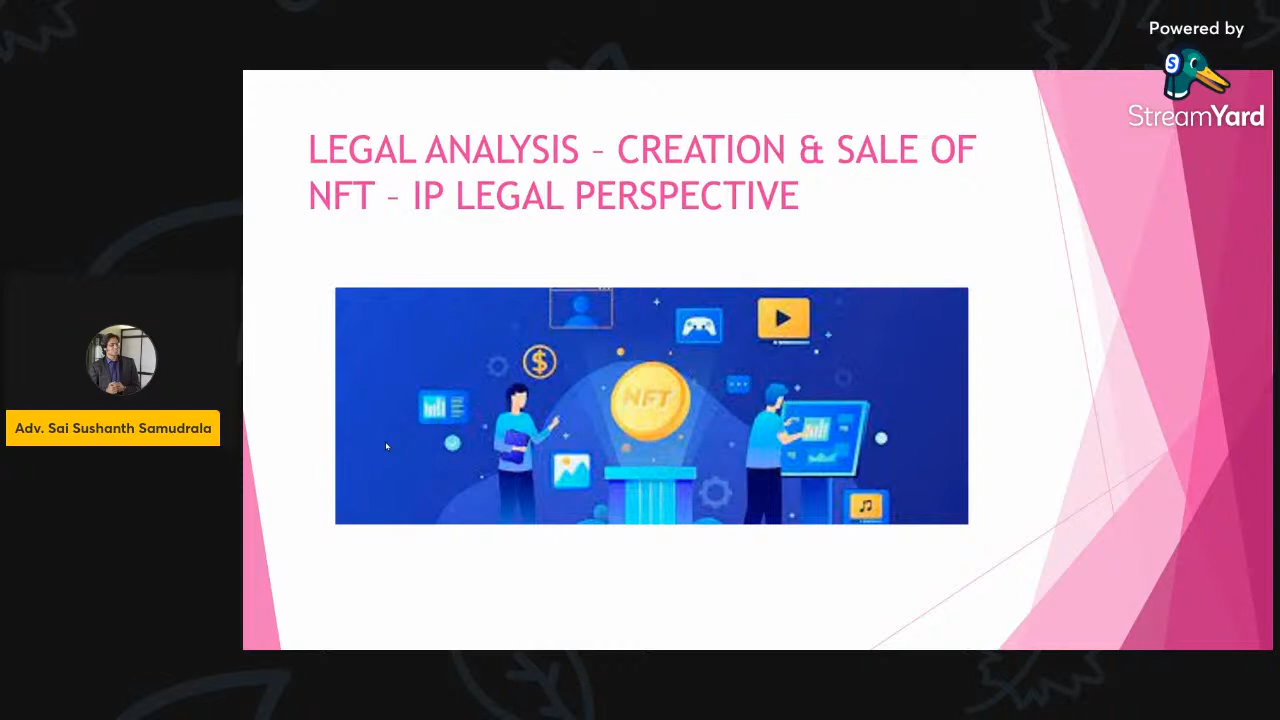 Powered by
StreamYard
LEGAL ANALYSIS – CREATION & SALE OF
NFT – IP LEGAL PERSPECTIVE
NFT
Adv. Sai Sushanth Samudrala